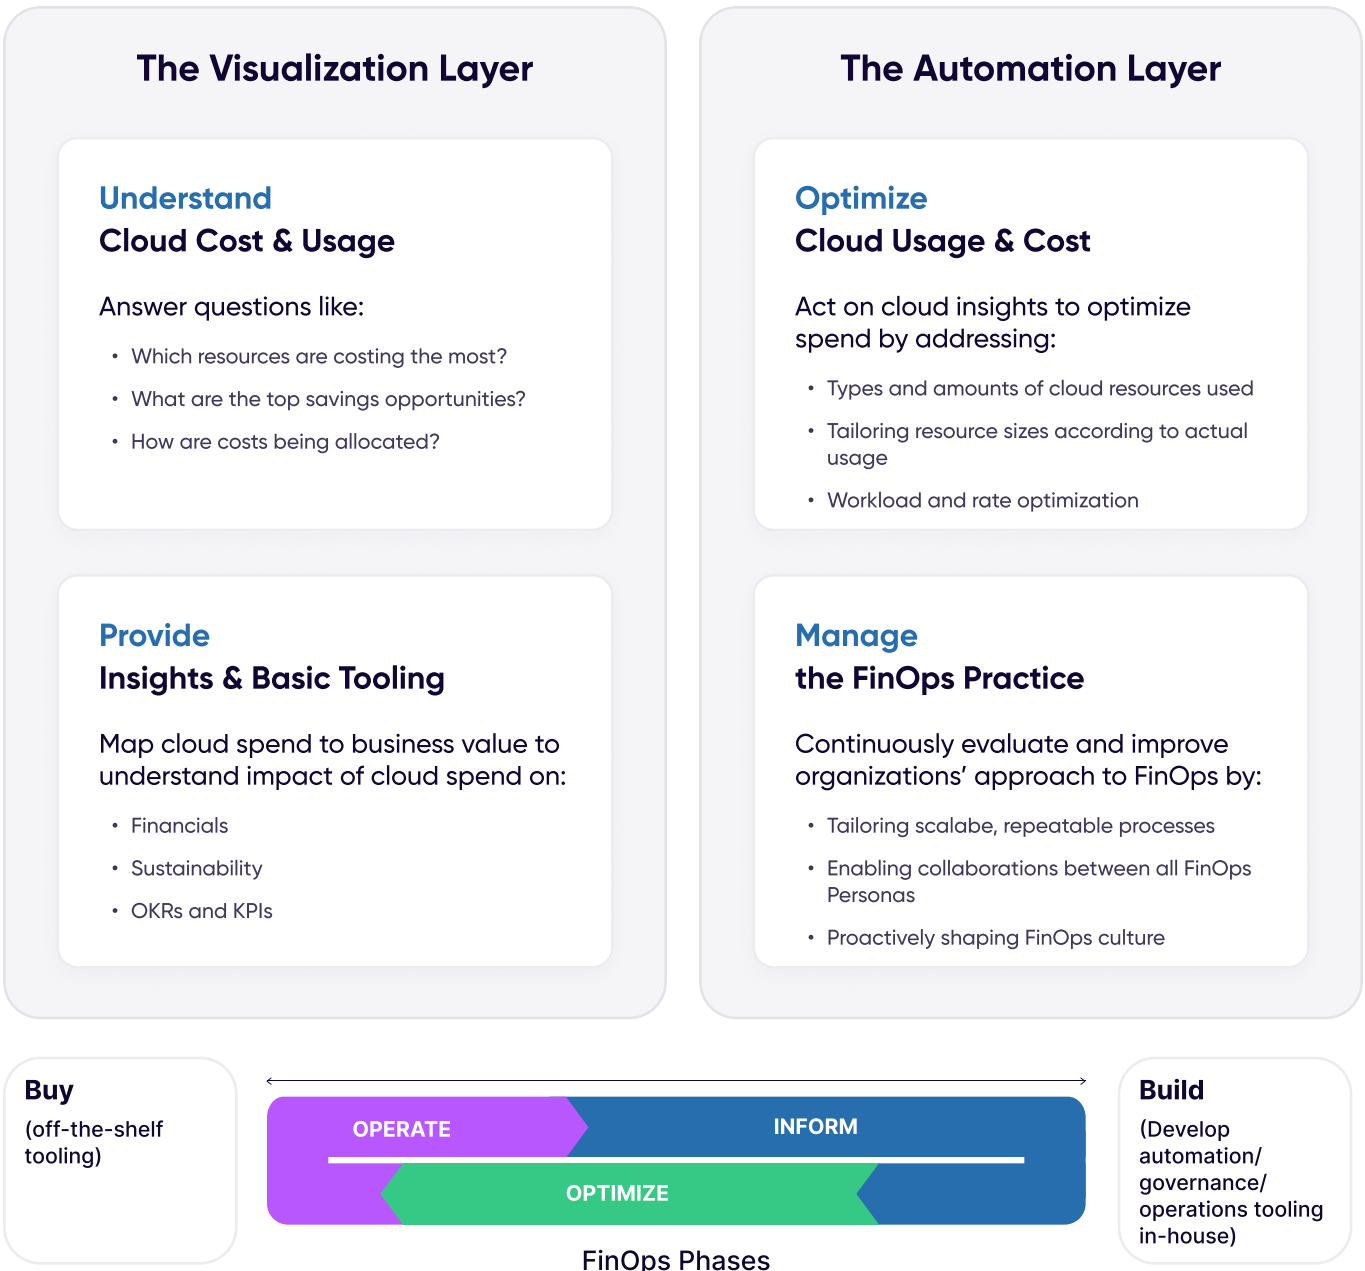 The Visualization Layer
Understand
Cloud Cost & Usage
Answer questions like:
• Which resources are costing the most?
• What are the top savings opportunities?
• How are costs being allocated?
Provide
Insights & Basic Tooling
Map cloud spend to business value to
understand impact of cloud spend on:
• Financials
• Sustainability
• OKRs and KPIs
The Automation Layer
Optimize
Cloud Usage & Cost
Act on cloud insights to optimize
spend by addressing:
• Types and amounts of cloud resources used
• Tailoring resource sizes according to actual
usage
• Workload and rate optimization
Manage
the FinOps Practice
Continuously evaluate and improve
organizations’ approach to FinOps by:
• Tailoring scalabe, repeatable processes
• Enabling collaborations between all FinOps
Personas
• Proactively shaping FinOps culture
Buy
(off-the-shelf
tooling)
OPERATE
INFORM
OPTIMIZE
FinOps Phases
Build
(Develop
automation/
governance/
operations tooling
in-house)